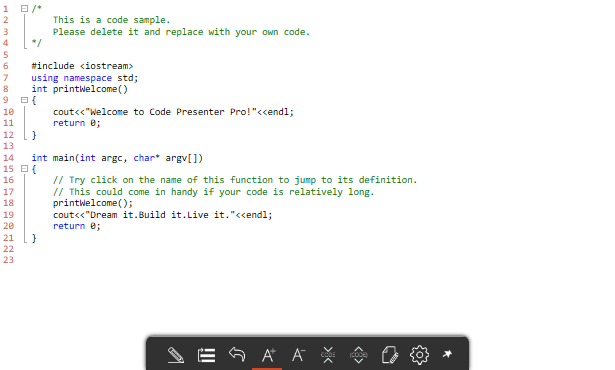 1 /*
2 This is a code sample.
3 Please delete it and replace with your own code.
4 */
5
6 #include <iostream>
7 using namespace std;
8 int printWelcome()
9 {
10 cout<<"Welcome to Code Presenter Pro!"<<endl;
11 return 0;
12 }
13
14 int main(int argc, char* argv[])
15 {
16 // Try click on the name of this function to jump to its definition.
17 // This could come in handy if your code is relatively long.
18 printWelcome();
19 cout<<"Dream it.Build it.Live it."<<endl;
20 return 0;
21 }
22
23
A+ A- CODE {CODE}